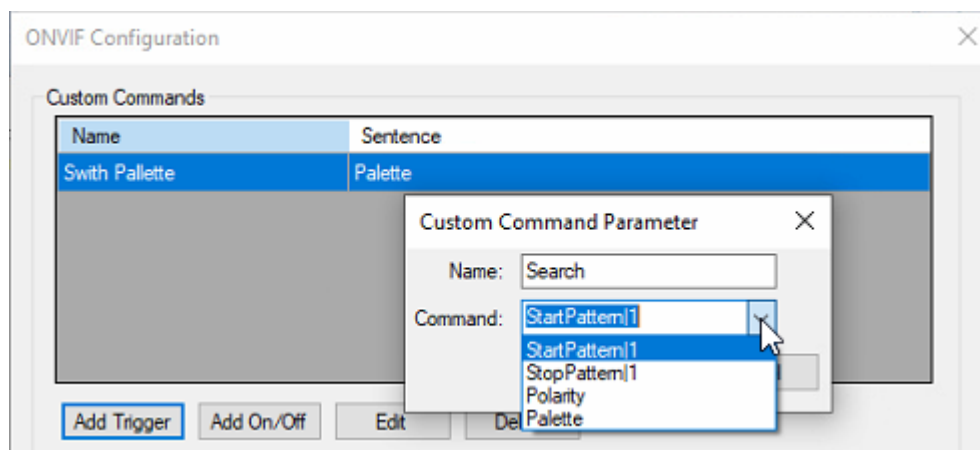 ONVIF Configuration
Custom Commands
Name Sentence
Swith Pallette Palette
Custom Command Parameter
Name: Search
Command: StartPattern|1
StartPattern|1
StopPattern|1
Polarity
Palette
Add Trigger Add On/Off Edit